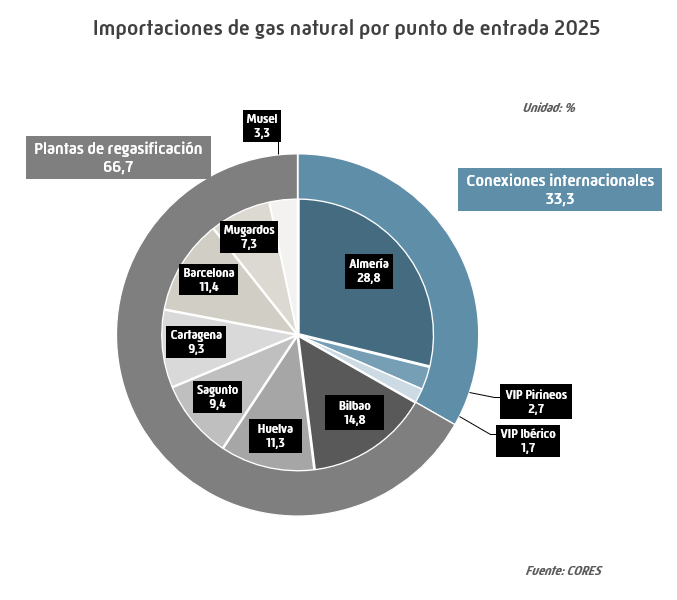 Importaciones de gas natural por punto de entrada 2025
Unidad: %
Musel
3,3
Plantas de regasificación
66,7
Conexiones internacionales
33,3
Mugardos
7,3
Almería
28,8
Barcelona
11,4
Cartagena
9,3
Sagunto
9,4
VIP Pirineos
2,7
Bilbao
14,8
Huelva
11,3
VIP Ibérico
1,7
Fuente: CORES